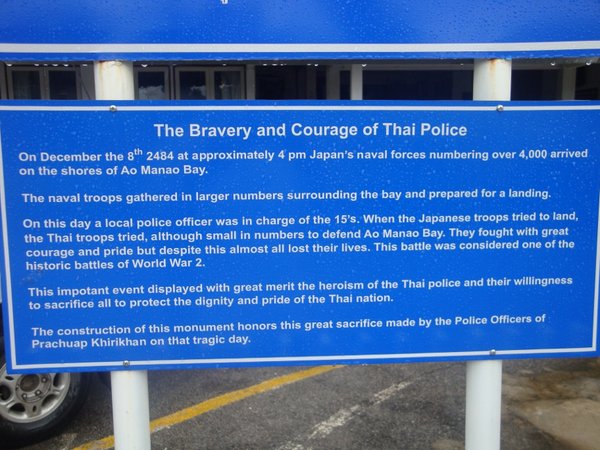 The Bravery and Courage of Thai Police
On December the 8th 2484 at approximately 4 pm Japan's naval forces numbering over 4,000 arrived
on the shores of Ao Manao Bay.
The naval troops gathered in larger numbers surrounding the bay and prepared for a landing.
On this day a local police officer was in charge of the 15's. When the Japanese troops tried to land,
the Thai troops tried, although small in numbers to defend Ao Manao Bay. They fought with great
courage and pride but despite this almost all lost their lives. This battle was considered one of the
historic battles of World War 2.
This impotant event displayed with great merit the heroism of the Thai police and their willingness
to sacrifice all to protect the dignity and pride of the Thai nation.
The construction of this monument honors this great sacrifice made by the Police Officers of
Prachuap Khirikhan on that tragic day.